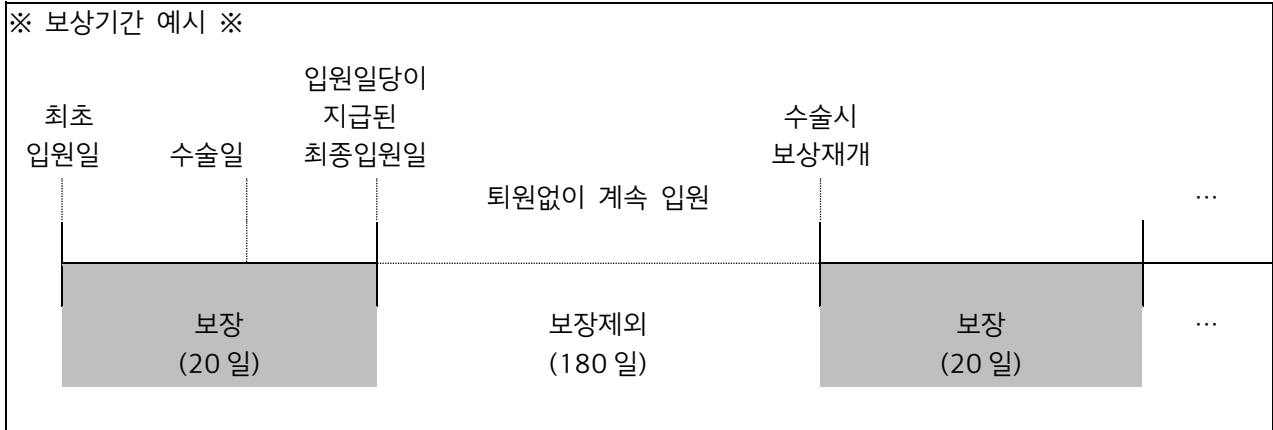 ※ 보상기간 예시 ※
최초
입원일
수술일
입원일당이
지급된
최종입원일
퇴원없이 계속 입원
수술시
보상재개
…
보장
(20 일)
보장제외
(180 일)
보장
(20 일)
…